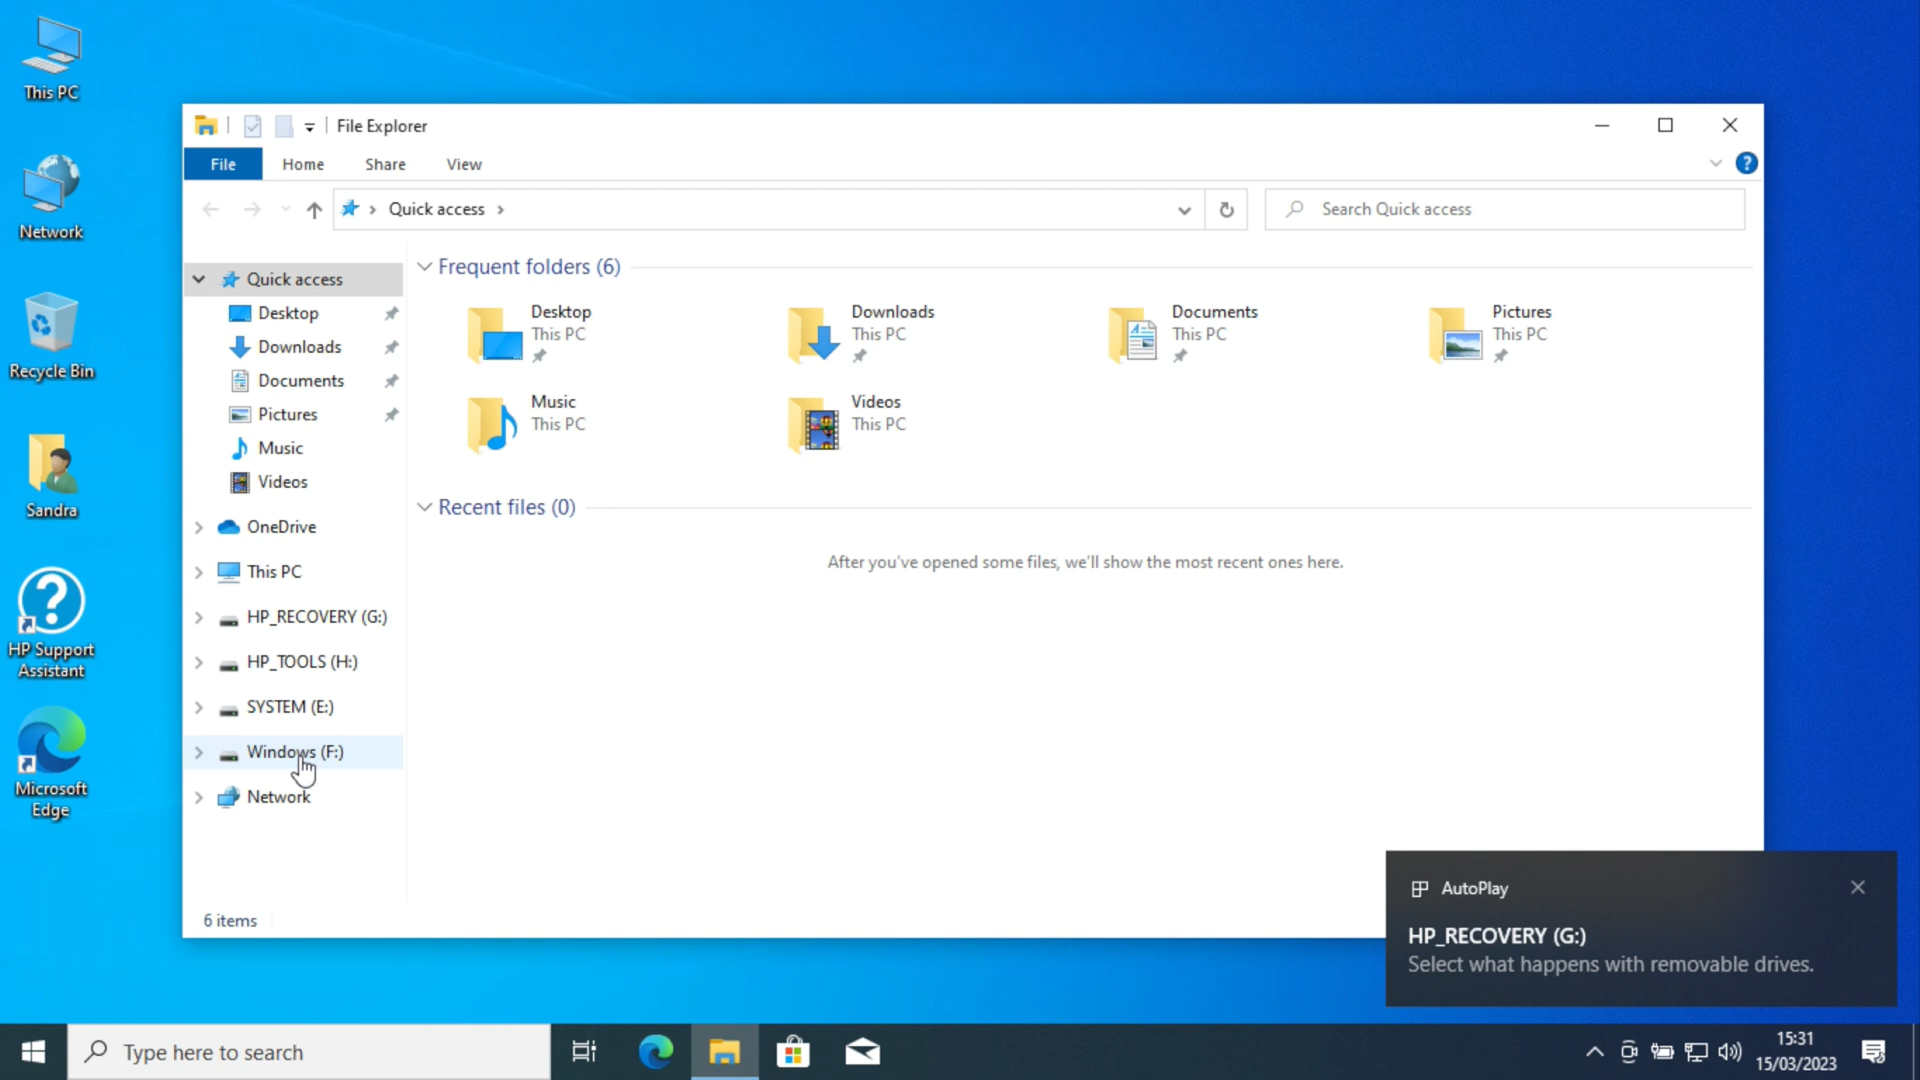 This PC
Network
Recycle Bin
Sandra
HP Support
Assistant
Microsoft
Edge
File Explorer
File
Home
Share
View
?
Quick access
Search Quick access
Quick access
Desktop
Downloads
Documents
Pictures
Music
Videos
OneDrive
This PC
HP_RECOVERY (G:)
HP_TOOLS (H:)
SYSTEM (E:)
Windows (F:)
Network
Frequent folders (6)
Desktop
This PC
Downloads
This PC
Documents
This PC
Pictures
This PC
Music
This PC
Videos
This PC
Recent files (0)
After you've opened some files, we'll show the most recent ones here.
6 items
AutoPlay
HP_RECOVERY (G:)
Select what happens with removable drives.
Type here to search
15:31
15/03/2023